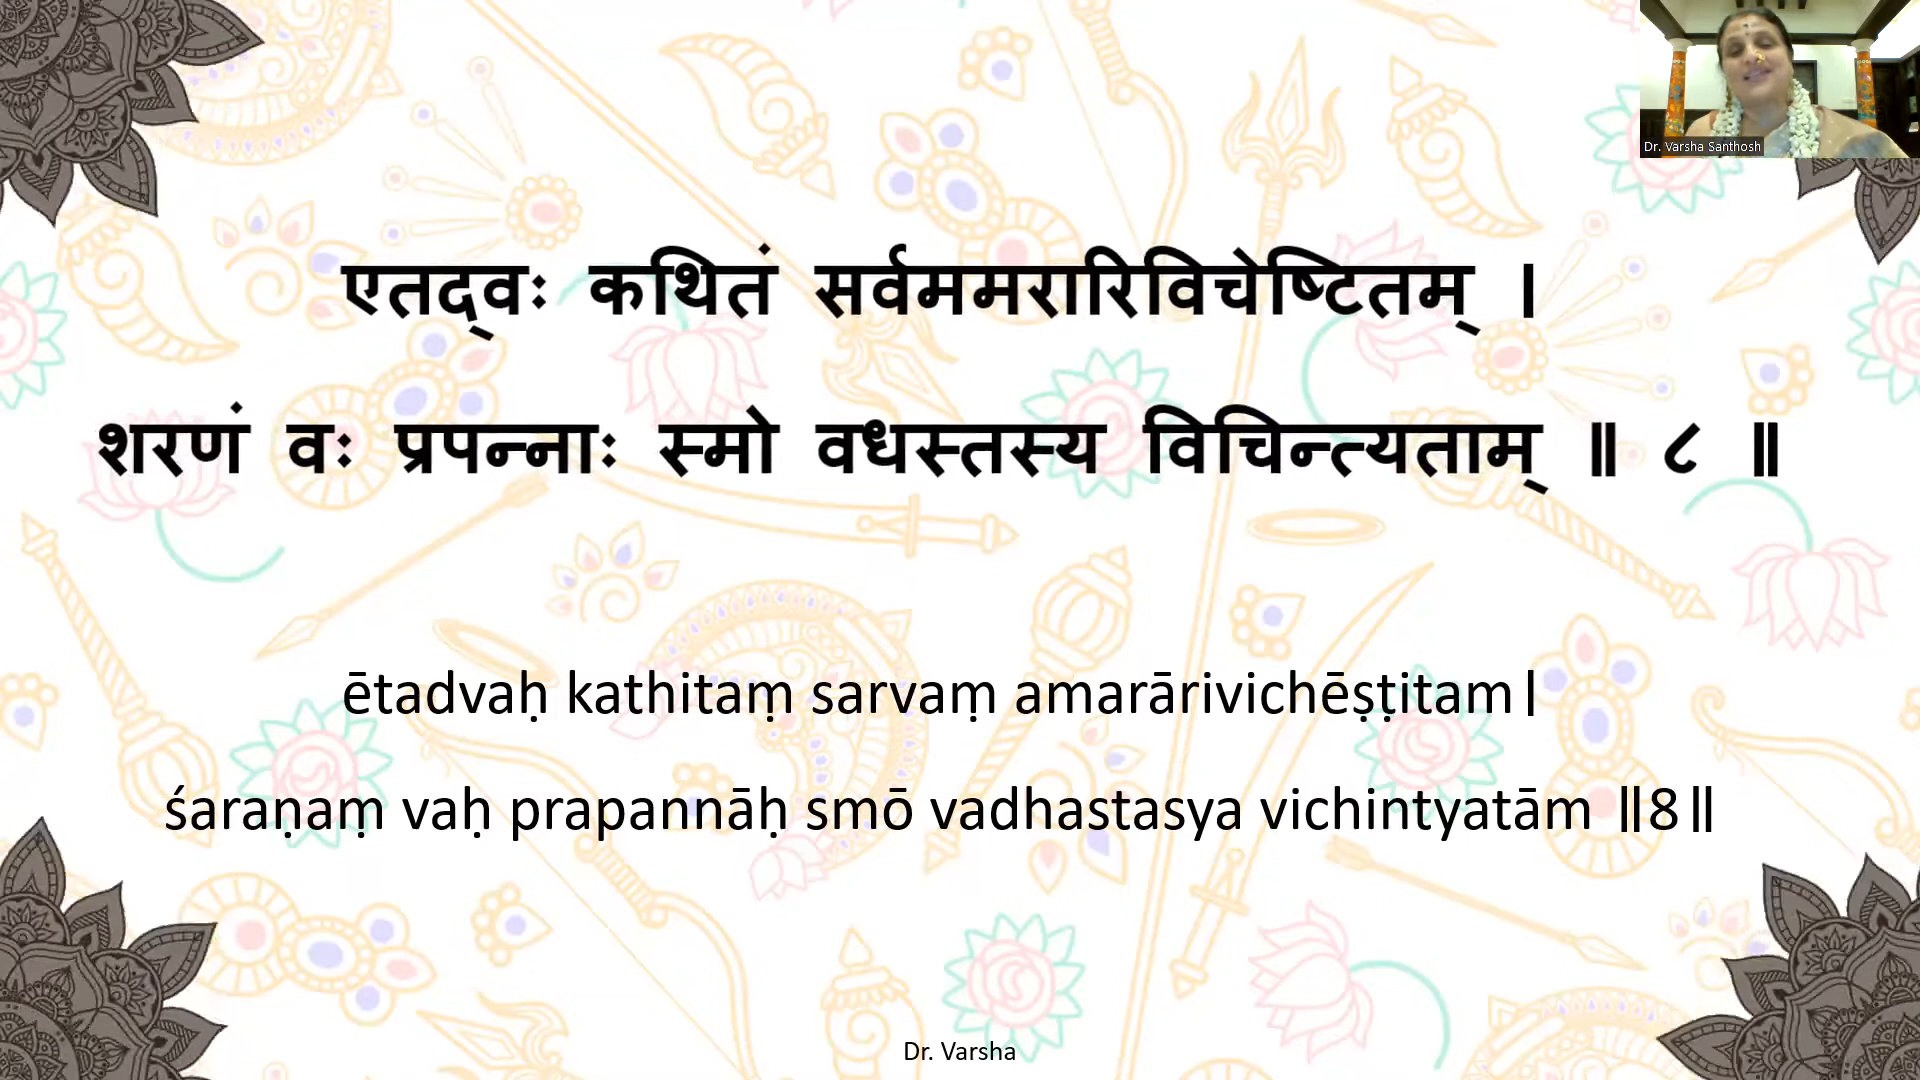 Dr. Varsha Santhosh
एतद्वः कथितं सर्वममरारिविचेष्टितम् ।
शरणं वः प्रपन्नाः स्मो वधस्तस्य विचिन्त्यताम् ॥ ८ ॥
ētadvaḥ kathitaṃ sarvaṃ amarārivichēṣṭitam।
śaraṇaṃ vaḥ prapannāḥ smō vadhastasya vichintyatām ॥8॥
Dr. Varsha